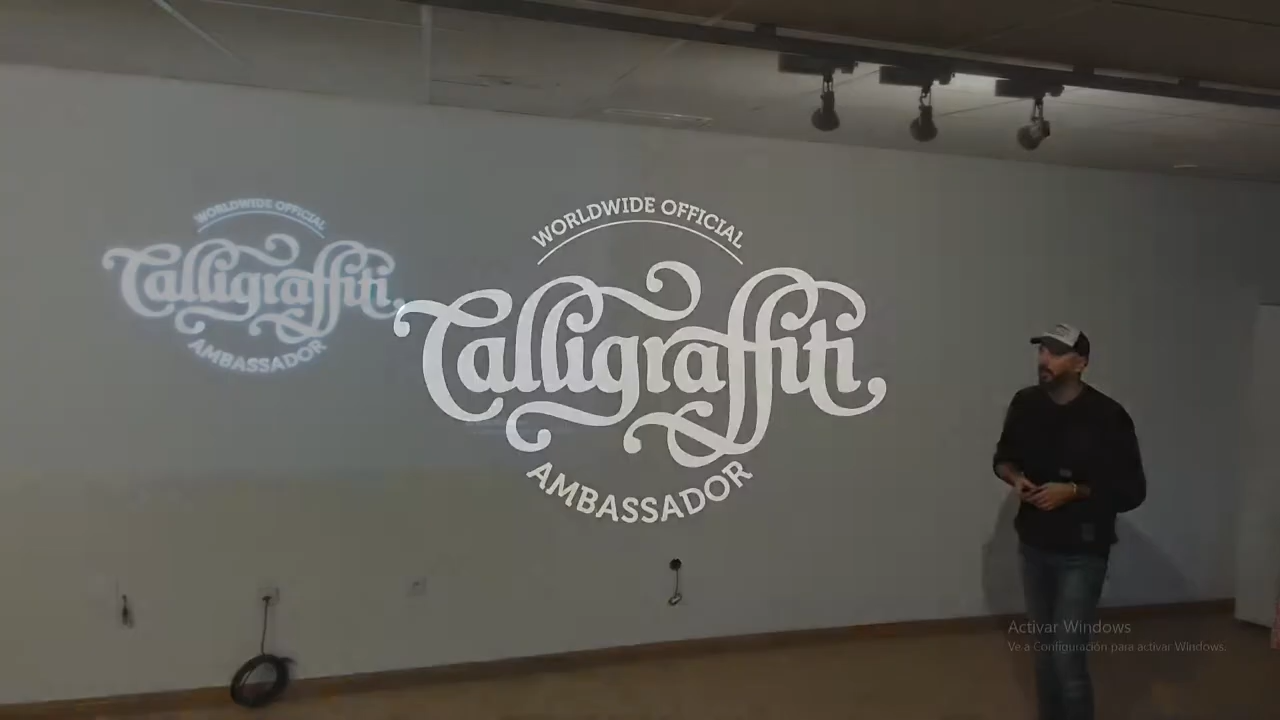 WORLDWIDE OFFICIAL
Calligraffiti
AMBASSADOR
WORLDWIDE OFFICIAL
Calligraffiti
AMBASSADOR
Activar Windows
Ve a Configuración para activar Windows.